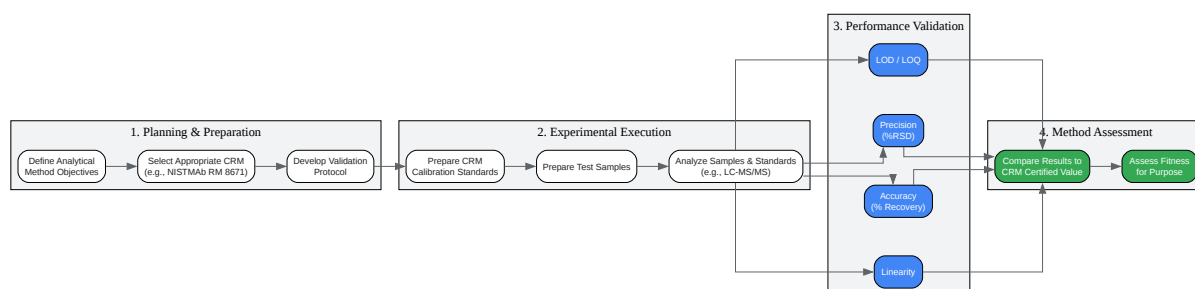 1. Planning & Preparation
Define Analytical
Method Objectives
Select Appropriate CRM
(e.g., NISTMAb RM 8671)
Develop Validation
Protocol
2. Experimental Execution
Prepare CRM
Calibration Standards
Prepare Test Samples
Analyze Samples & Standards
(e.g., LC-MS/MS)
3. Performance Validation
LOD / LOQ
Precision
(%RSD)
Accuracy
(% Recovery)
Linearity
4. Method Assessment
Compare Results to
CRM Certified Value
Assess Fitness
for Purpose